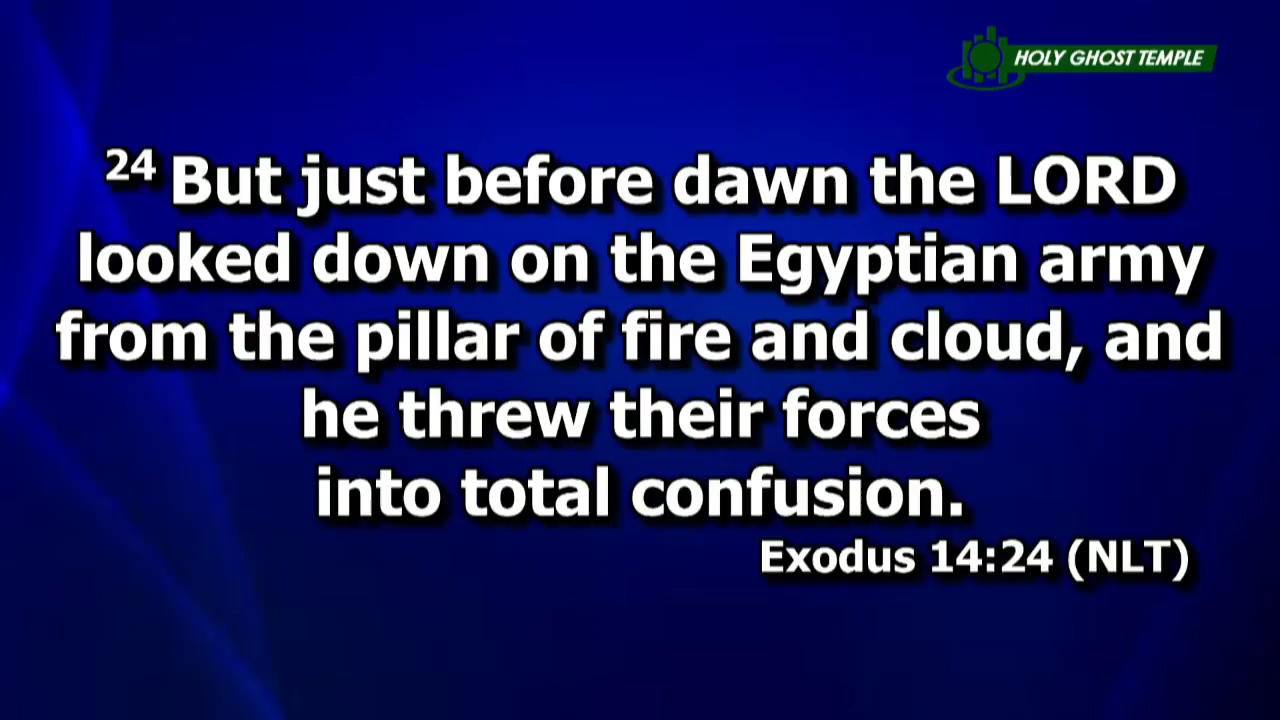 HOLY GHOST TEMPLE
24 But just before dawn the LORD
looked down on the Egyptian army
from the pillar of fire and cloud, and
he threw their forces
into total confusion.
Exodus 14:24 (NLT)